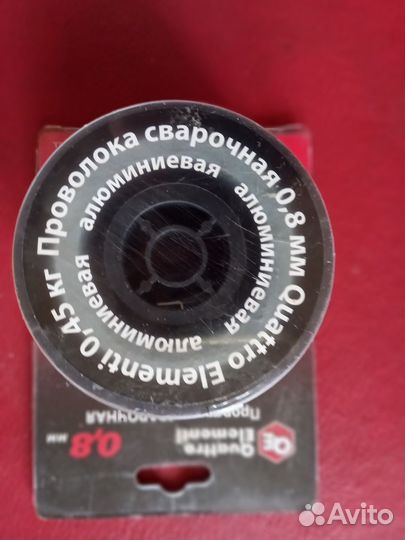 Проволока сварочная 0,8 мм Quattro Elementi 0,45 кг
алюминиевая алюминиевая алюминиевая
Quattro
Elementi
QE
0,8 мм
Avito